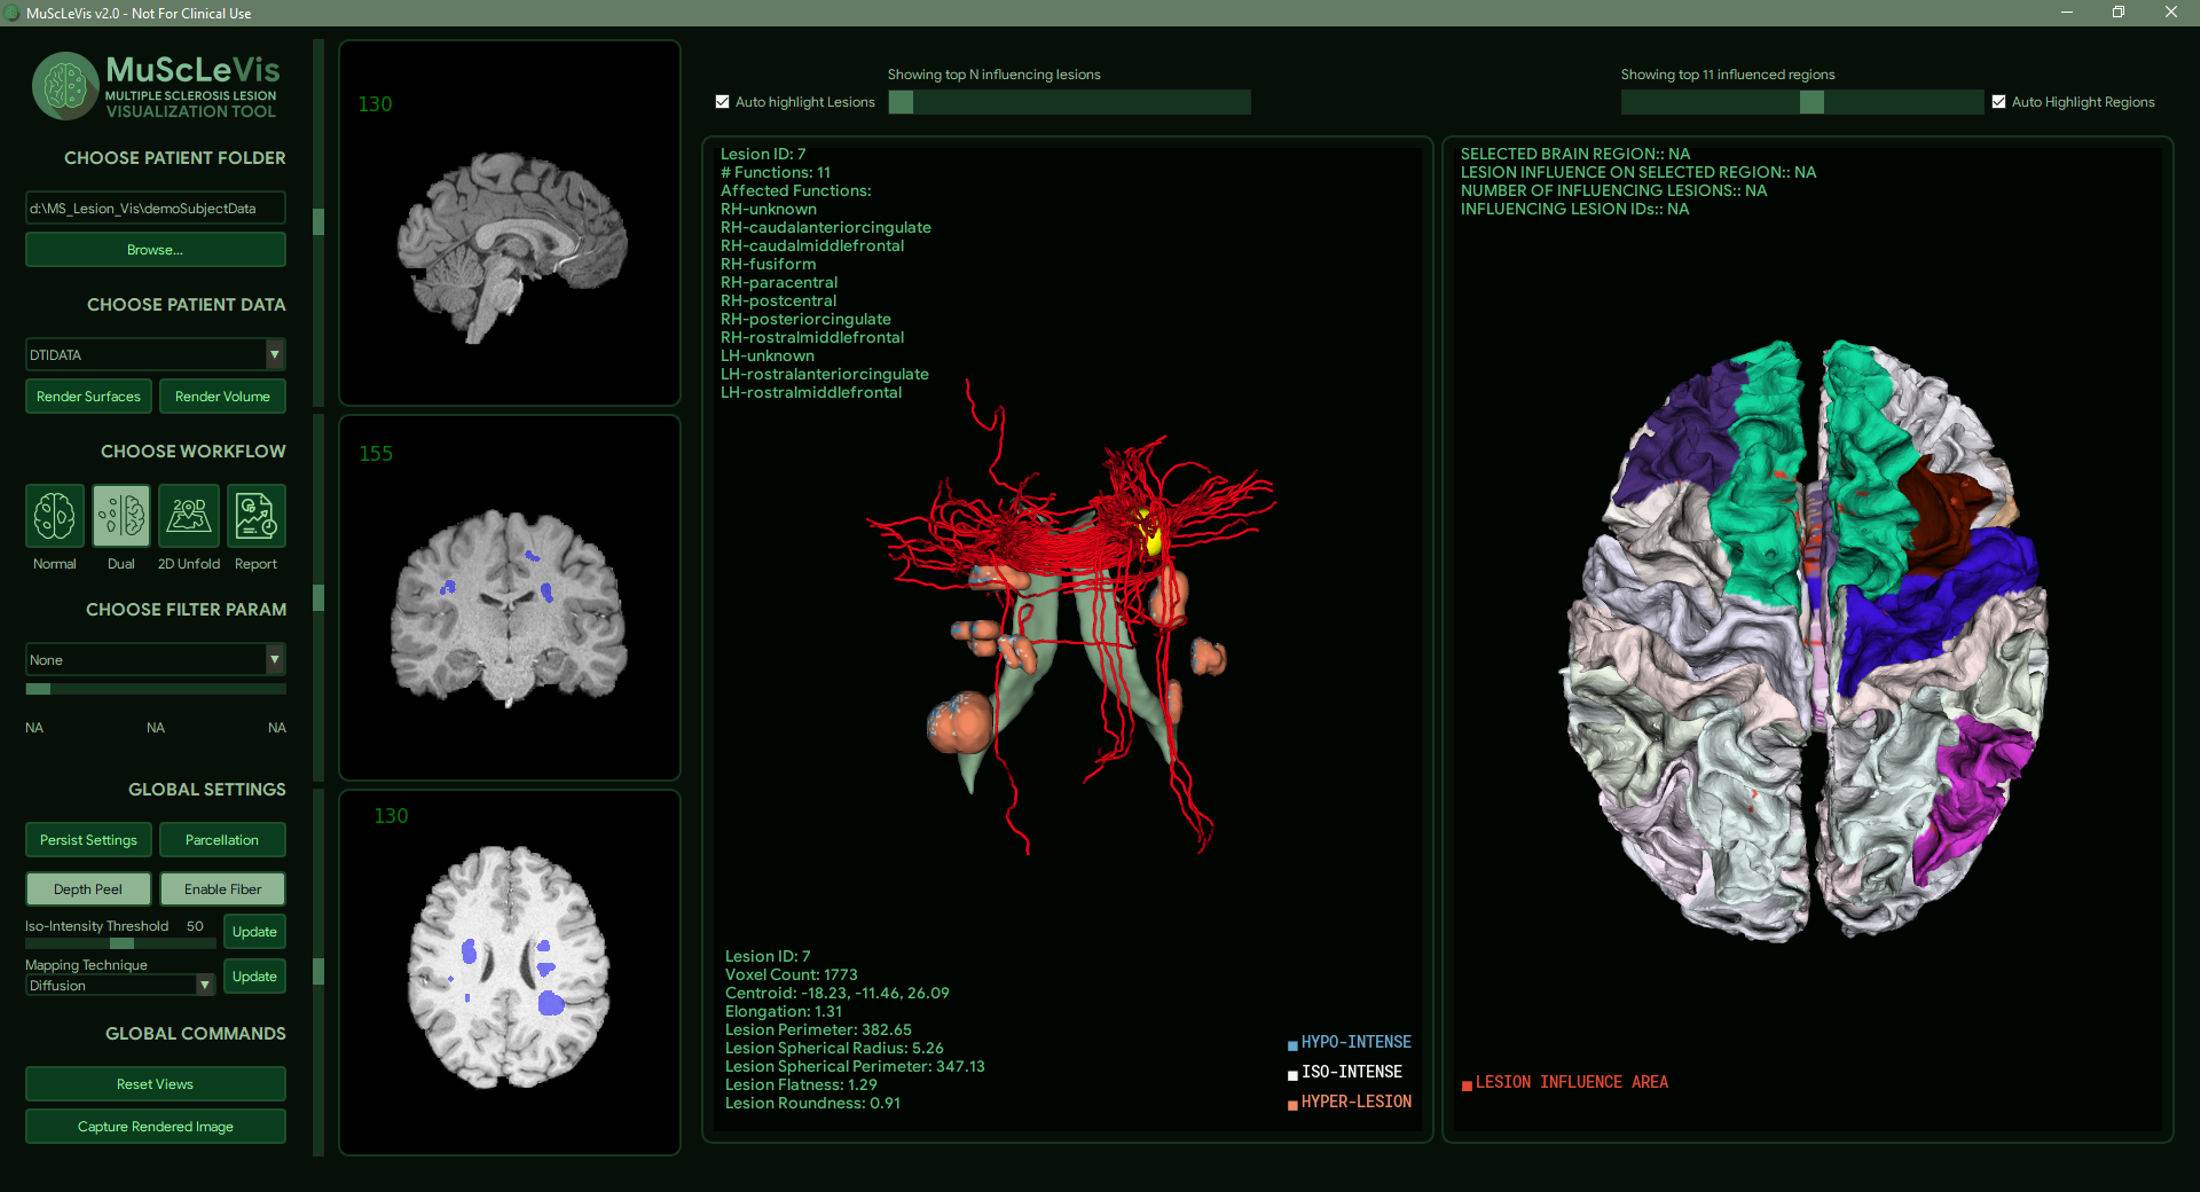 MuScLeVis v2.0 - Not For Clinical Use
MuScLeVis
MULTIPLE SCLEROSIS LESION
VISUALIZATION TOOL
CHOOSE PATIENT FOLDER
d:\MS_Lesion_Vis\demoSubjectData
Browse...
CHOOSE PATIENT DATA
DTIDATA
Render Surfaces
Render Volume
CHOOSE WORKFLOW
2D
Normal
Dual
2D Unfold
Report
CHOOSE FILTER PARAM
None
NA
NA
NA
GLOBAL SETTINGS
Persist Settings
Parcellation
Depth Peel
Enable Fiber
Iso-Intensity Threshold 50
Update
Mapping Technique
Diffusion
Update
GLOBAL COMMANDS
Reset Views
Capture Rendered Image
130
155
130
Showing top N influencing lesions
Auto highlight Lesions
Showing top 11 influenced regions
Auto Highlight Regions
Lesion ID: 7
# Functions: 11
Affected Functions:
RH-unknown
RH-caudalanteriorcingulate
RH-caudalmiddlefrontal
RH-fusiform
RH-paracentral
RH-postcentral
RH-posteriorcingulate
RH-rostralmiddlefrontal
LH-unknown
LH-rostralanteriorcingulate
LH-rostralmiddlefrontal
Lesion ID: 7
Voxel Count: 1773
Centroid: -18.23, -11.46, 26.09
Elongation: 1.31
Lesion Perimeter: 382.65
Lesion Spherical Radius: 5.26
Lesion Spherical Perimeter: 347.13
Lesion Flatness: 1.29
Lesion Roundness: 0.91
HYPO-INTENSE
ISO-INTENSE
HYPER-LESION
SELECTED BRAIN REGION:: NA
LESION INFLUENCE ON SELECTED REGION:: NA
NUMBER OF INFLUENCING LESIONS:: NA
INFLUENCING LESION IDs:: NA
LESION INFLUENCE AREA